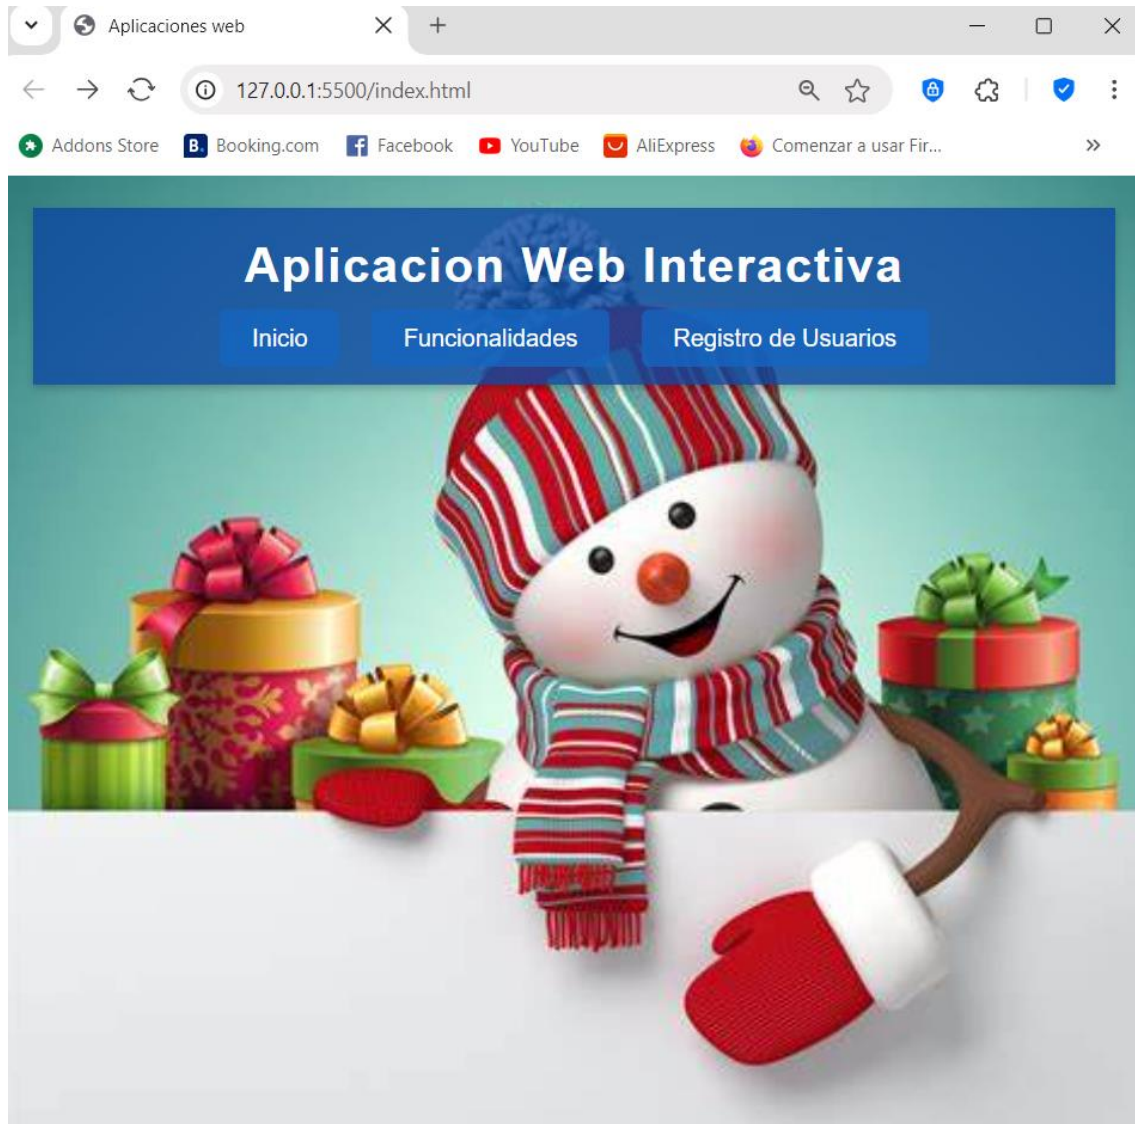 Aplicaciones web
127.0.0.1:5500/index.html
Addons Store B. Booking.com Facebook YouTube AliExpress Comenzar a usar Fir...
Aplicacion Web Interactiva
Inicio Funcionalidades Registro de Usuarios